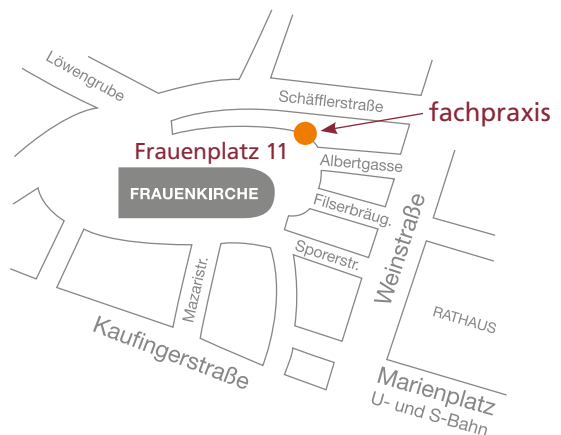 Löwengrube
Schäfflerstraße
fachpraxis
Frauenplatz 11
Albertgasse
FRAUENKIRCHE
Filserbräug.
Weinstraße
Sporerstr.
Mazaristr.
RATHAUS
Kaufingerstraße
Marienplatz
U- und S-Bahn